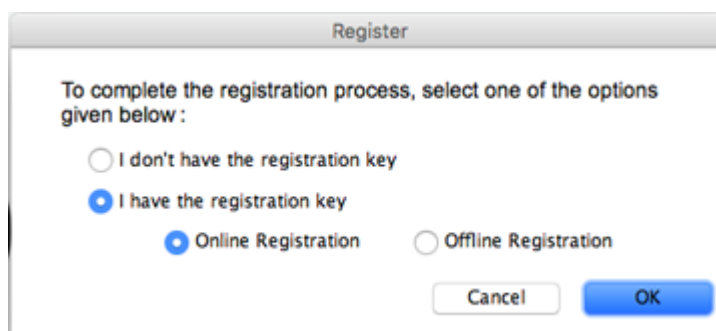 Register
To complete the registration process, select one of the options
given below :
I don't have the registration key
I have the registration key
Online Registration Offline Registration
Cancel OK